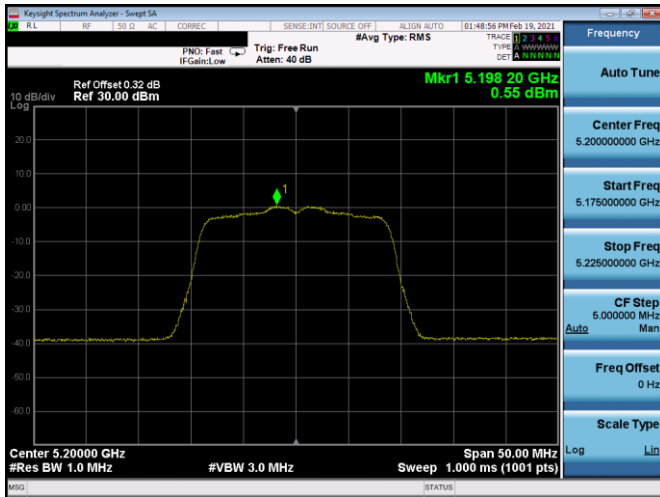 Keysight Spectrum Analyzer - Swept SA
RL RF 50 Ω AC CORREC SENSE:INT SOURCE OFF ALIGN AUTO 01:48:56 PM Feb 19, 2021
#Avg Type: RMS
TRACE 1 2 3 4 5 6
TYPE A WWWWW
DET A N N N N N
PNO: Fast
IFGain:Low
Trig: Free Run
Atten: 40 dB
Mkr1 5.198 20 GHz
0.55 dBm
Ref Offset 0.32 dB
10 dB/div Ref 30.00 dBm
Log
20.0
10.0
0.00
-10.0
-20.0
-30.0
-40.0
-50.0
-60.0
1
Center 5.20000 GHz
Span 50.00 MHz
#Res BW 1.0 MHz
#VBW 3.0 MHz
Sweep 1.000 ms (1001 pts)
MSG
STATUS
Frequency
Auto Tune
Center Freq
5.200000000 GHz
Start Freq
5.175000000 GHz
Stop Freq
5.225000000 GHz
CF Step
5.000000 MHz
Auto Man
Freq Offset
0 Hz
Scale Type
Log Lin